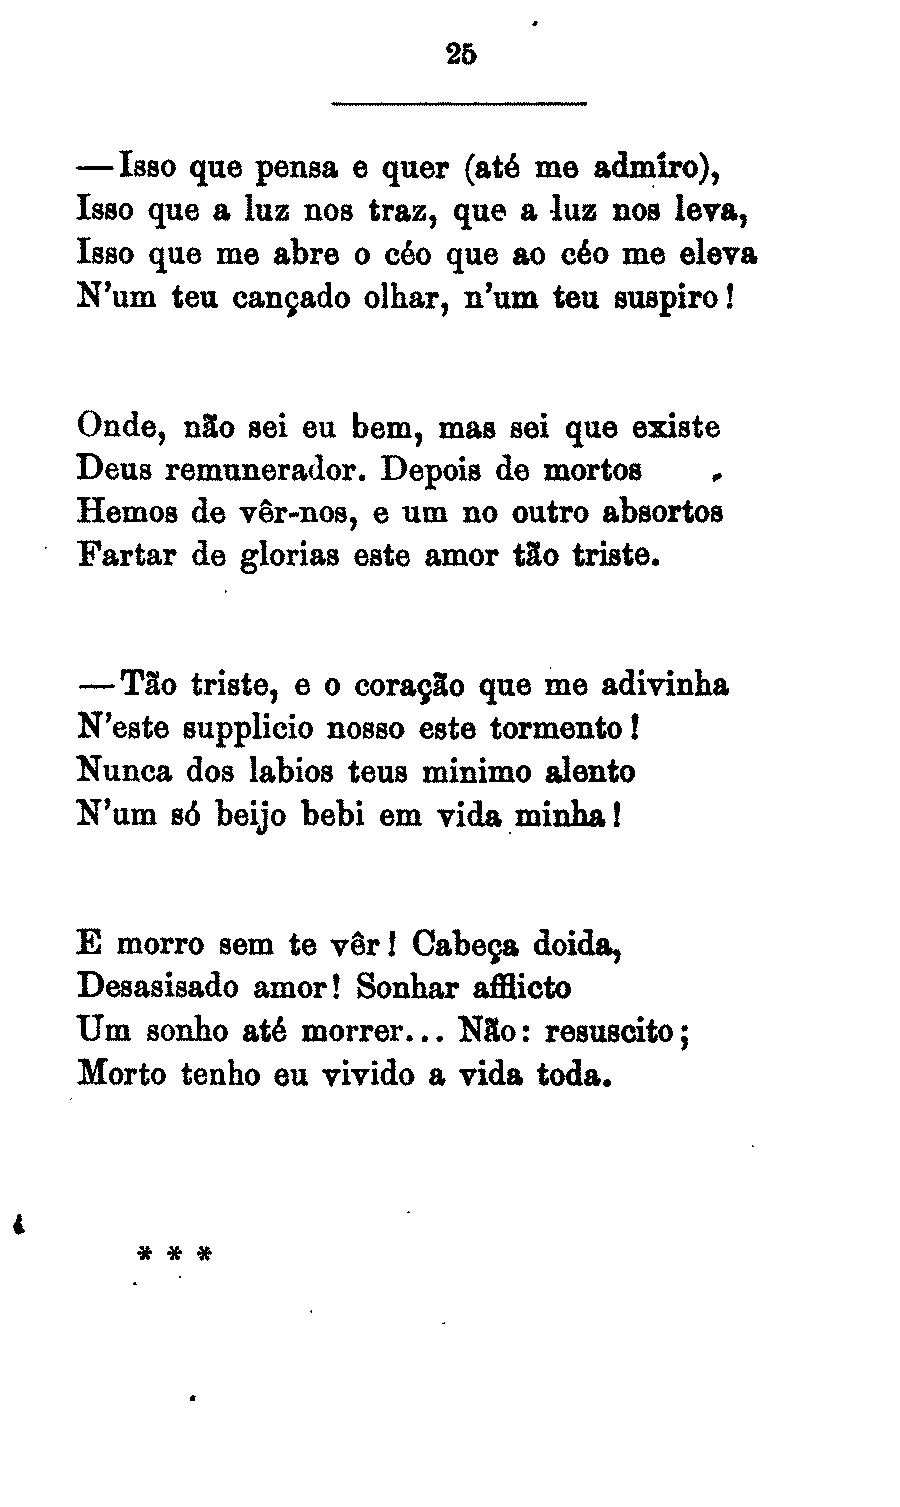 25
—Isso que pensa e quer (até me admiro),
Isso que a luz nos traz, que a luz nos leva,
Isso que me abre o céo que ao céo me eleva
N'um teu cançado olhar, n'um teu suspiro!
Onde, não sei eu bem, mas sei que existe
Deus remunerador. Depois de mortos
Hemos de vêr-nos, e um no outro absortos
Fartar de glorias este amor tão triste.
—Tão triste, e o coração que me adivinha
N'este supplicio nosso este tormento!
Nunca dos labios teus minimo alento
N'um só beijo bebi em vida minha!
E morro sem te vêr! Cabeça doida,
Desasisado amor! Sonhar afflicto
Um sonho até morrer... Não: resuscito;
Morto tenho eu vivido a vida toda.
* * *